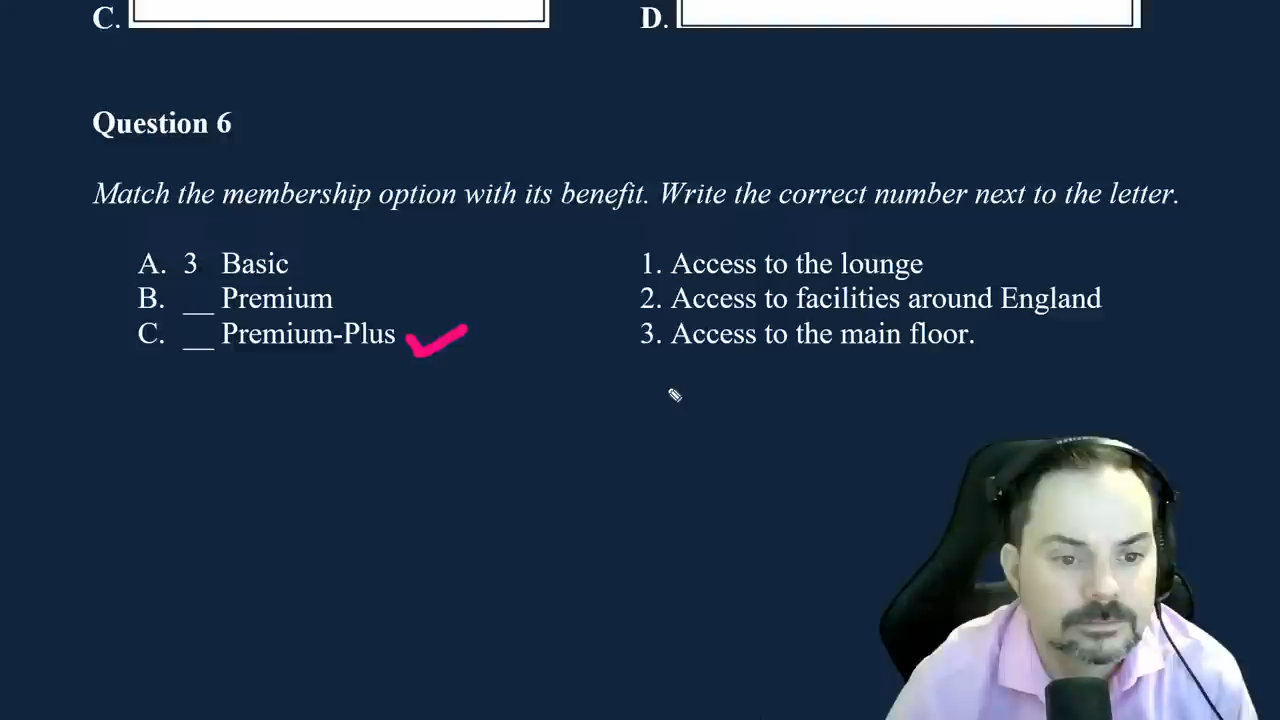 C. D.
Question 6
Match the membership option with its benefit. Write the correct number next to the letter.
A. 3 Basic 1. Access to the lounge
B. __ Premium 2. Access to facilities around England
C. __ Premium-Plus 3. Access to the main floor.